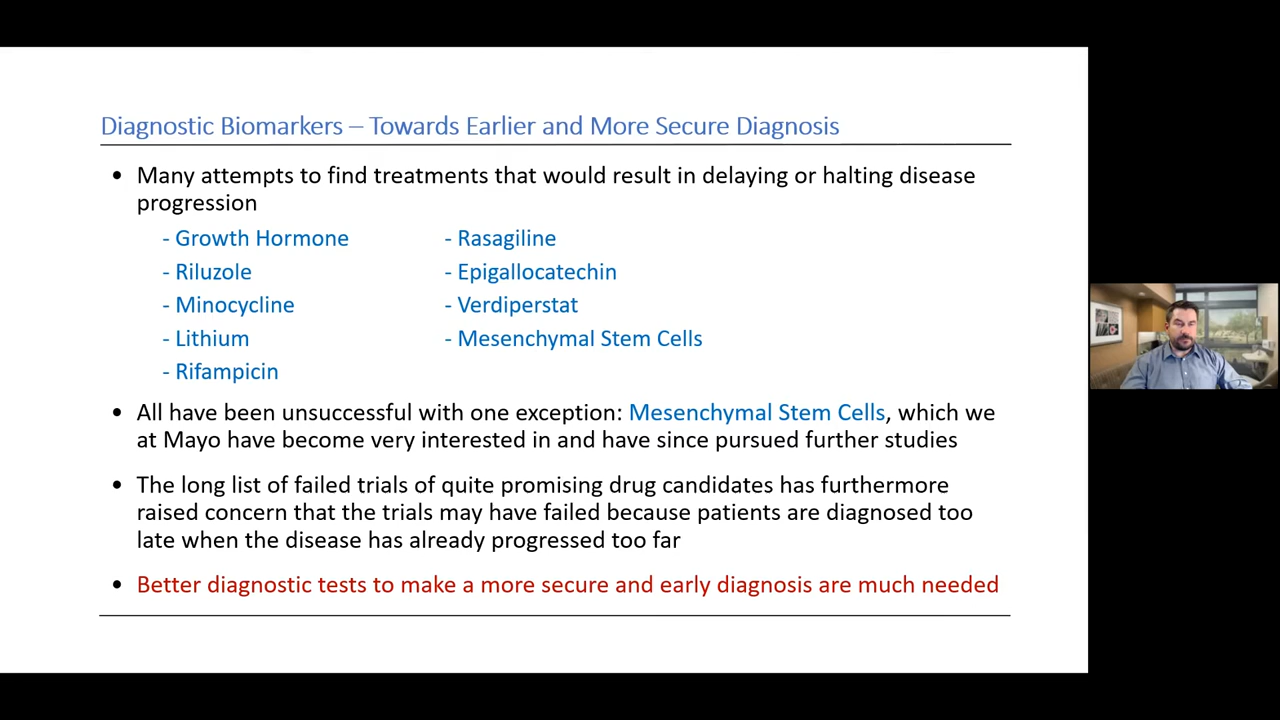 Diagnostic Biomarkers – Towards Earlier and More Secure Diagnosis
• Many attempts to find treatments that would result in delaying or halting disease
progression
- Growth Hormone
- Riluzole
- Minocycline
- Lithium
- Rifampicin
- Rasagiline
- Epigallocatechin
- Verdiperstat
- Mesenchymal Stem Cells
• All have been unsuccessful with one exception: Mesenchymal Stem Cells, which we
at Mayo have become very interested in and have since pursued further studies
• The long list of failed trials of quite promising drug candidates has furthermore
raised concern that the trials may have failed because patients are diagnosed too
late when the disease has already progressed too far
• Better diagnostic tests to make a more secure and early diagnosis are much needed